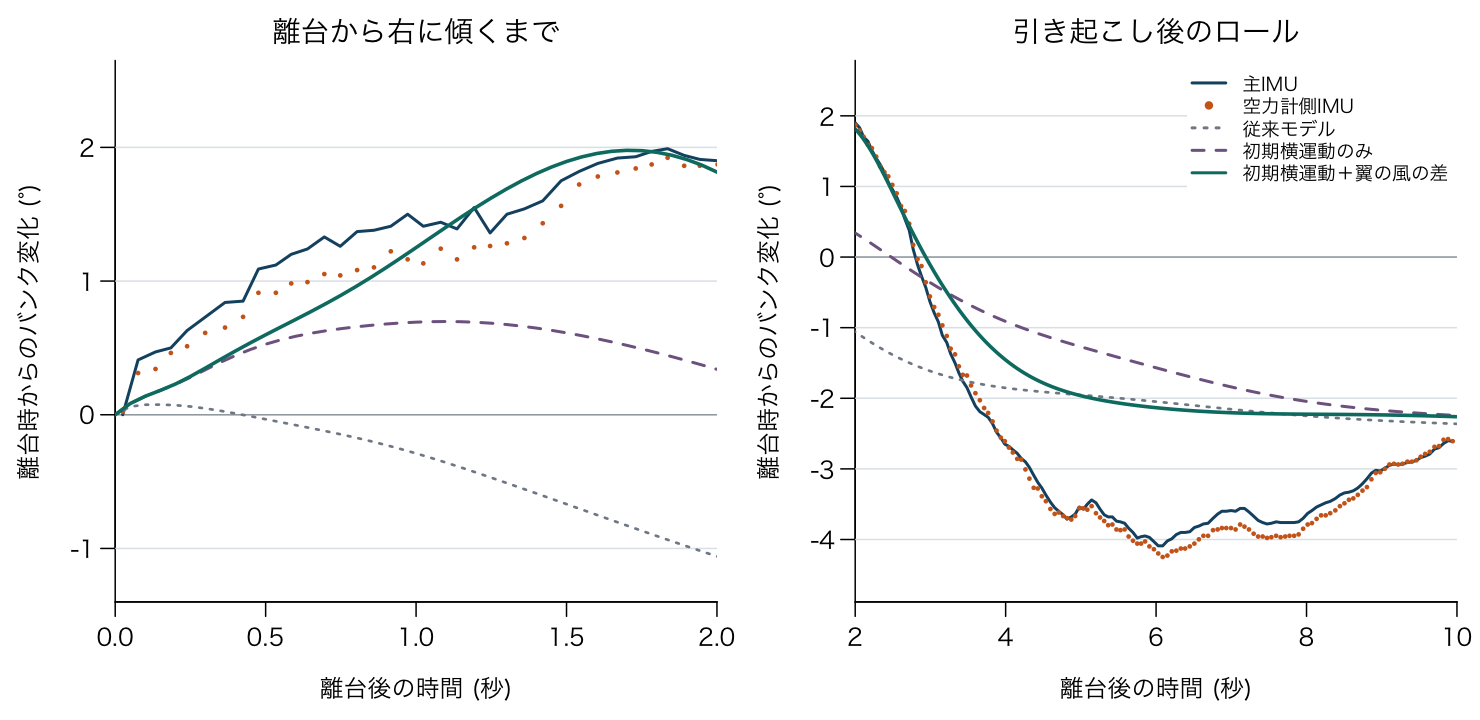 離台から右に傾くまで
離台時からのバンク変化 (°)
2
1
0
-1
0.0
0.5
1.0
1.5
2.0
離台後の時間 (秒)
引き起こし後のロール
主IMU
空力計側IMU
従来モデル
初期横運動のみ
初期横運動＋翼の風の差
離台時からのバンク変化 (°)
2
1
0
-1
-2
-3
-4
2
4
6
8
10
離台後の時間 (秒)